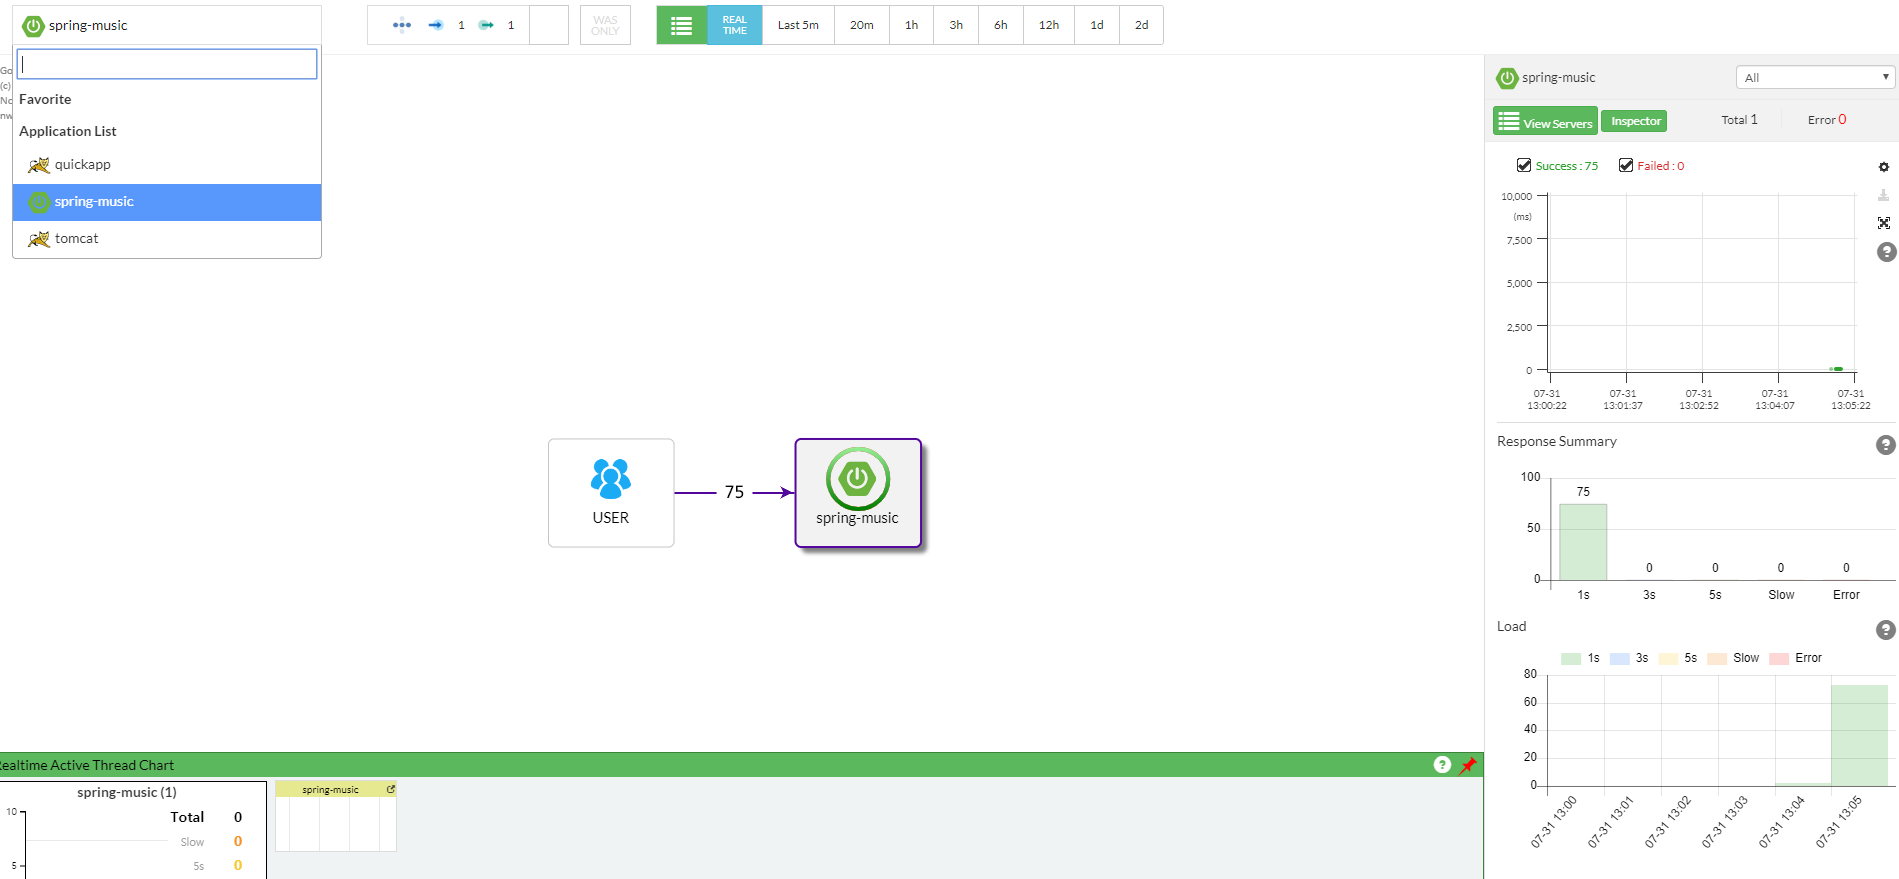 spring-music
1
1
WAS
ONLY
REAL
TIME
Last 5m
20m
1h
3h
6h
12h
1d
2d
Go
(c)
No
nw
Favorite
Application List
quickapp
spring-music
tomcat
USER
75
spring-music
spring-music
All
View Servers
Inspector
Total 1
Error 0
Success : 75
Failed : 0
10,000
(ms)
7,500
5,000
2,500
0
07-31
13:00:22
07-31
13:01:37
07-31
13:02:52
07-31
13:04:07
07-31
13:05:22
Response Summary
?
100
50
0
75
0
0
0
0
1s
3s
5s
Slow
Error
Load
?
1s
3s
5s
Slow
Error
80
60
40
20
0
07-31 13:00
07-31 13:01
07-31 13:02
07-31 13:03
07-31 13:04
07-31 13:05
ealtime Active Thread Chart
?
spring-music (1)
10
5
Total 0
Slow 0
5s 0
spring-music